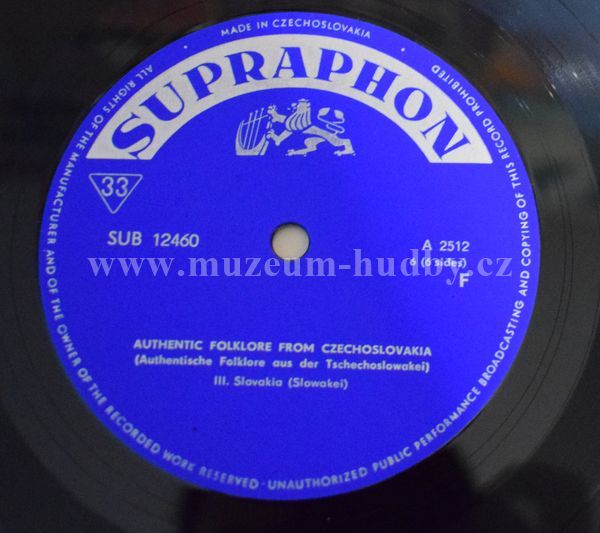 ALL RIGHTS OF THE MANUFACTURER AND OF THE OWNER OF THE RECORDED WORK RESERVED · UNAUTHORIZED PUBLIC PERFORMANCE BROADCASTING AND COPYING OF THIS RECORD PROHIBITED
· MADE IN CZECHOSLOVAKIA ·
SUPRAPHON
33
SUB 12460
A 2512
6 (6 sides)
F
www.muzeum-hudby.cz
AUTHENTIC FOLKLORE FROM CZECHOSLOVAKIA
(Authentische Folklore aus der Tschechoslowakei)
III. Slovakia (Slowakei)